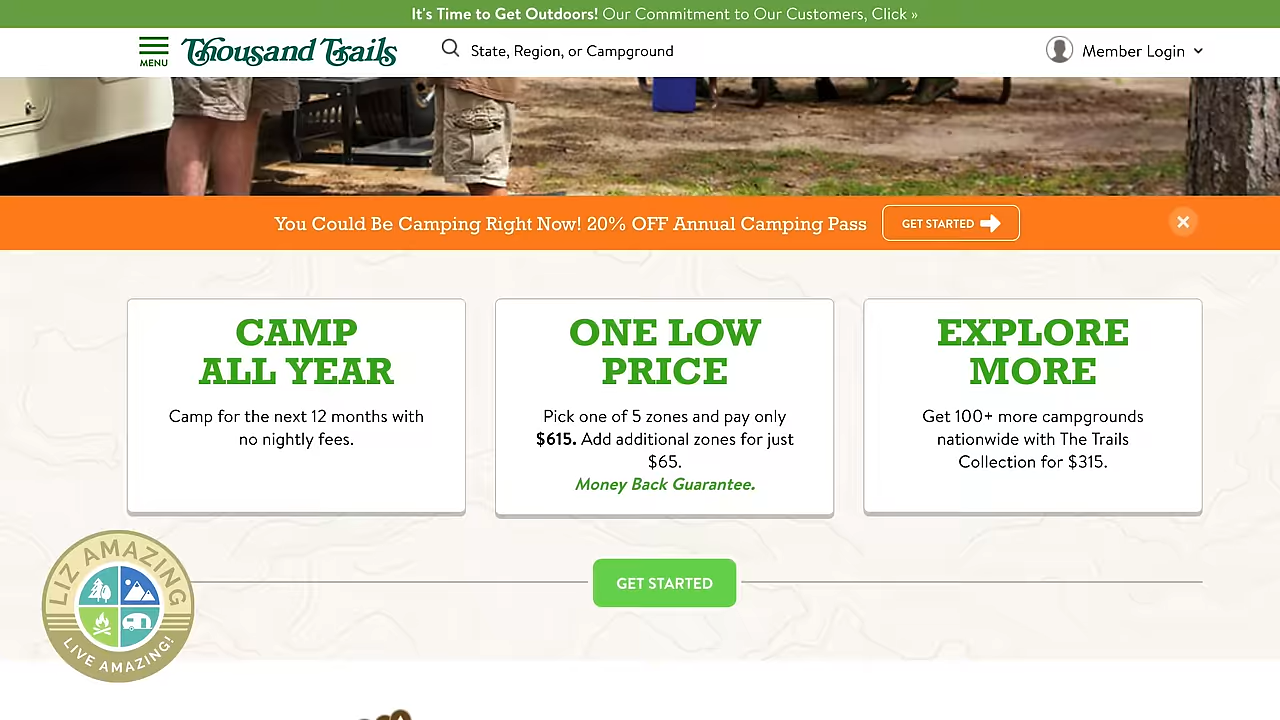 It's Time to Get Outdoors! Our Commitment to Our Customers, Click »
MENU
Thousand Trails
State, Region, or Campground
Member Login
You Could Be Camping Right Now! 20% OFF Annual Camping Pass
GET STARTED
CAMP
ALL YEAR
Camp for the next 12 months with
no nightly fees.
ONE LOW
PRICE
Pick one of 5 zones and pay only
$615. Add additional zones for just
$65.
Money Back Guarantee.
EXPLORE
MORE
Get 100+ more campgrounds
nationwide with The Trails
Collection for $315.
GET STARTED
LIZ AMAZING
LIVE AMAZING!